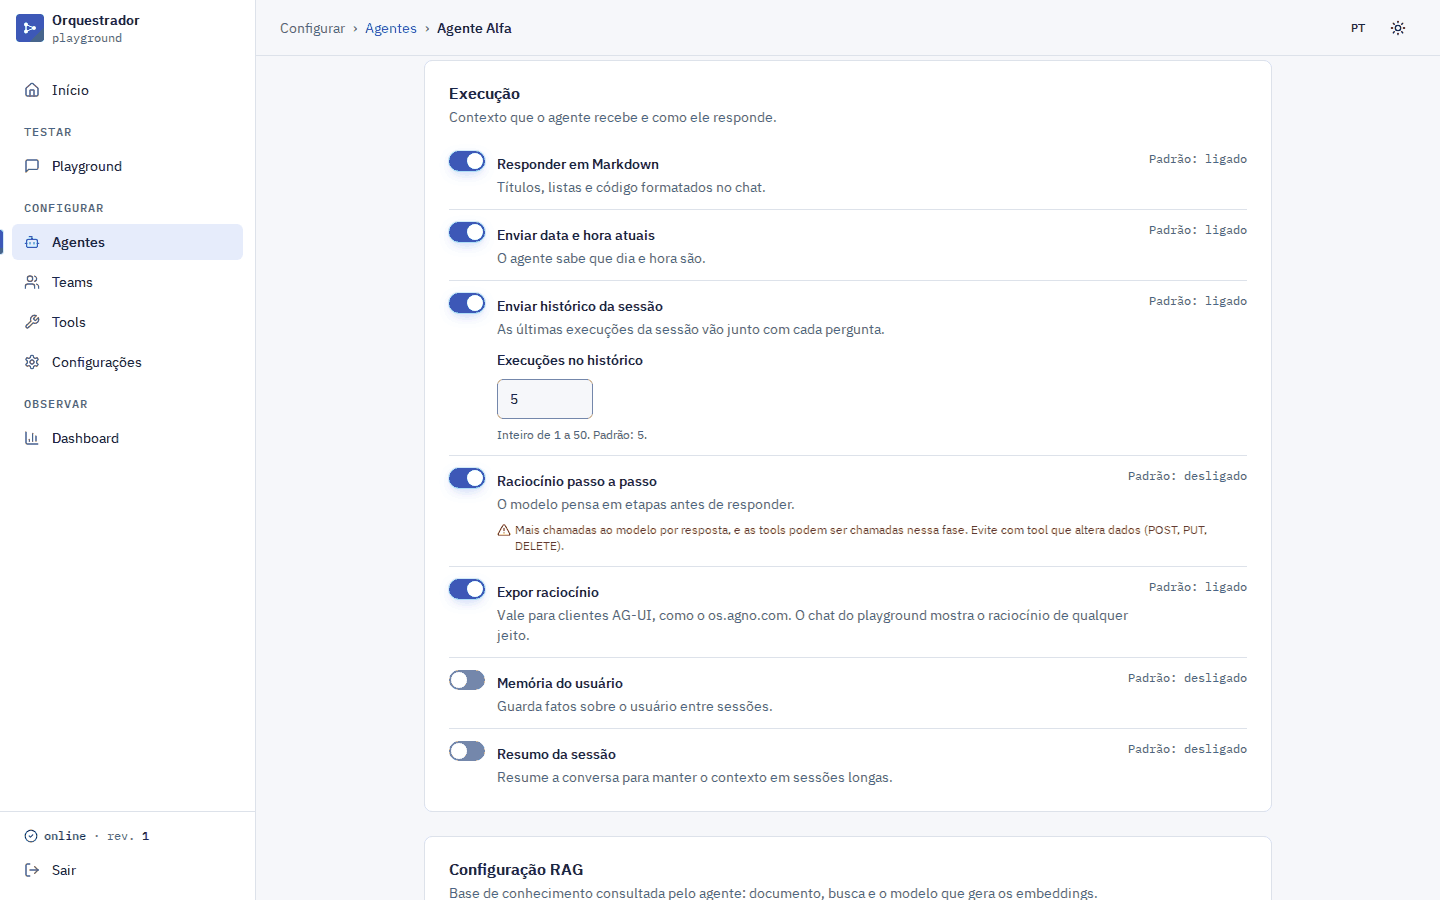 Orquestrador
playground
Início
TESTAR
Playground
CONFIGURAR
Agentes
Teams
Tools
Configurações
OBSERVAR
Dashboard
online · rev. 1
Sair
Configurar › Agentes › Agente Alfa
PT
Execução
Contexto que o agente recebe e como ele responde.
Responder em Markdown
Padrão: ligado
Títulos, listas e código formatados no chat.
Enviar data e hora atuais
Padrão: ligado
O agente sabe que dia e hora são.
Enviar histórico da sessão
Padrão: ligado
As últimas execuções da sessão vão junto com cada pergunta.
Execuções no histórico
5
Inteiro de 1 a 50. Padrão: 5.
Raciocínio passo a passo
Padrão: desligado
O modelo pensa em etapas antes de responder.
Mais chamadas ao modelo por resposta, e as tools podem ser chamadas nessa fase. Evite com tool que altera dados (POST, PUT,
DELETE).
Expor raciocínio
Padrão: ligado
Vale para clientes AG-UI, como o os.agno.com. O chat do playground mostra o raciocínio de qualquer
jeito.
Memória do usuário
Padrão: desligado
Guarda fatos sobre o usuário entre sessões.
Resumo da sessão
Padrão: desligado
Resume a conversa para manter o contexto em sessões longas.
Configuração RAG
Base de conhecimento consultada pelo agente: documento, busca e o modelo que gera os embeddings.